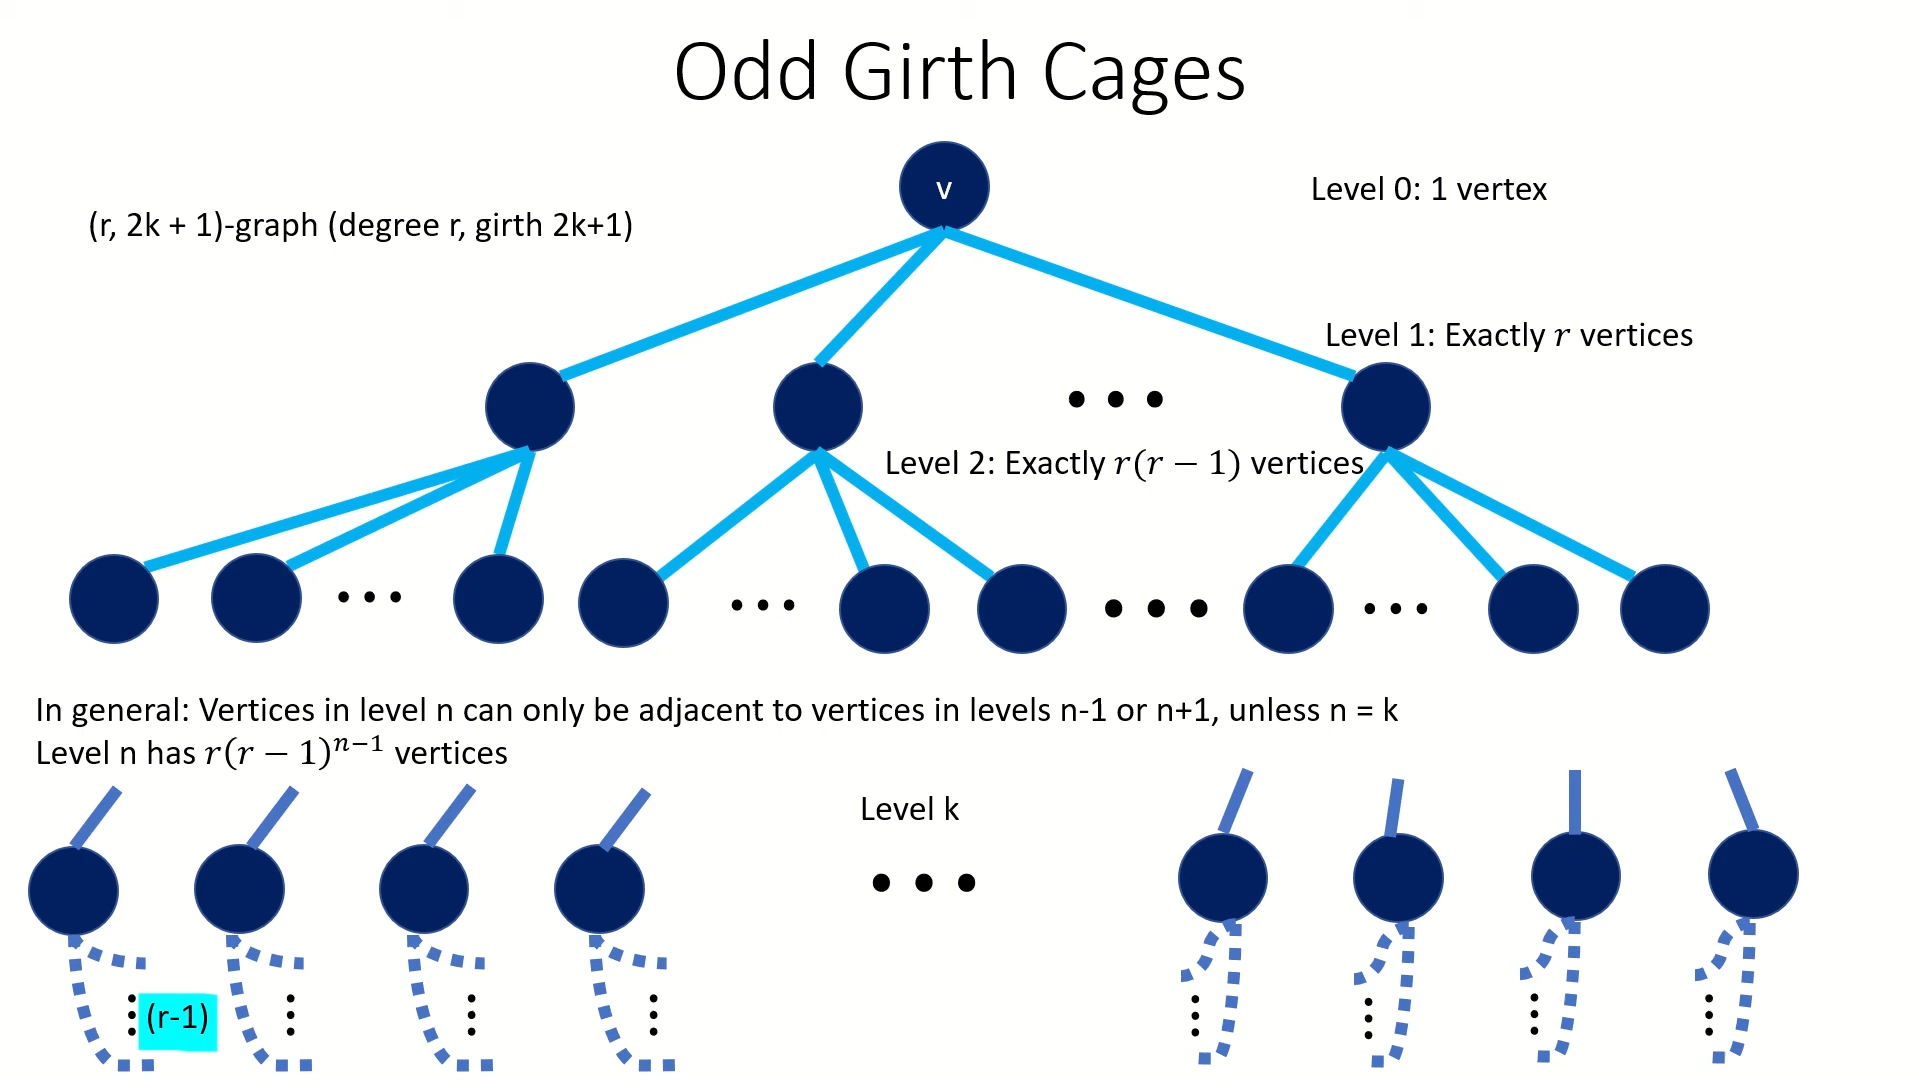 Odd Girth Cages
v
Level 0: 1 vertex
(r, 2k + 1)-graph (degree r, girth 2k+1)
Level 1: Exactly r vertices
Level 2: Exactly r(r − 1) vertices
In general: Vertices in level n can only be adjacent to vertices in levels n-1 or n+1, unless n = k
Level n has r(r − 1)ⁿ⁻¹ vertices
Level k
(r-1)